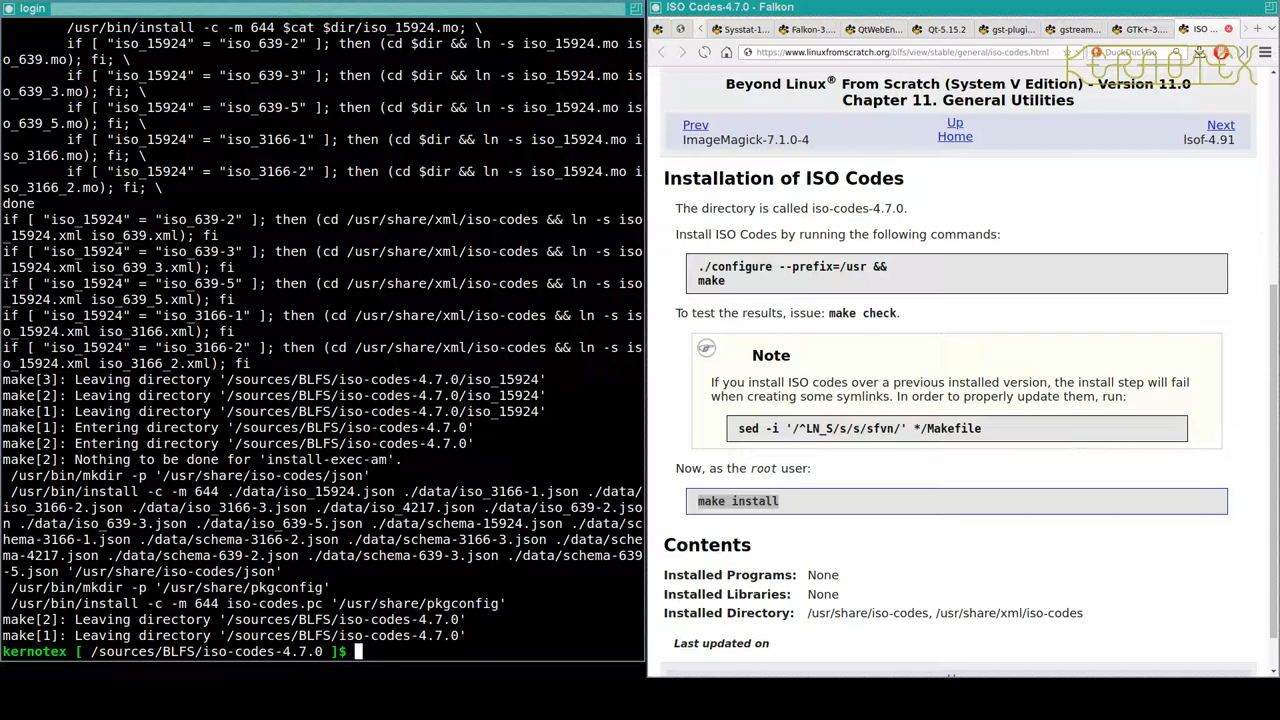 login
/usr/bin/install -c -m 644 $cat $dir/iso_15924.mo; \
if [ "iso_15924" = "iso_639-2" ]; then (cd $dir && ln -s iso_15924.mo is
o_639.mo); fi; \
if [ "iso_15924" = "iso_639-3" ]; then (cd $dir && ln -s iso_15924.mo is
o_639_3.mo); fi; \
if [ "iso_15924" = "iso_639-5" ]; then (cd $dir && ln -s iso_15924.mo is
o_639_5.mo); fi; \
if [ "iso_15924" = "iso_3166-1" ]; then (cd $dir && ln -s iso_15924.mo i
so_3166.mo); fi; \
if [ "iso_15924" = "iso_3166-2" ]; then (cd $dir && ln -s iso_15924.mo i
so_3166_2.mo); fi; \
done
if [ "iso_15924" = "iso_639-2" ]; then (cd /usr/share/xml/iso-codes && ln -s iso
_15924.xml iso_639.xml); fi
if [ "iso_15924" = "iso_639-3" ]; then (cd /usr/share/xml/iso-codes && ln -s iso
_15924.xml iso_639_3.xml); fi
if [ "iso_15924" = "iso_639-5" ]; then (cd /usr/share/xml/iso-codes && ln -s iso
_15924.xml iso_639_5.xml); fi
if [ "iso_15924" = "iso_3166-1" ]; then (cd /usr/share/xml/iso-codes && ln -s is
o_15924.xml iso_3166.xml); fi
if [ "iso_15924" = "iso_3166-2" ]; then (cd /usr/share/xml/iso-codes && ln -s is
o_15924.xml iso_3166_2.xml); fi
make[3]: Leaving directory '/sources/BLFS/iso-codes-4.7.0/iso_15924'
make[2]: Leaving directory '/sources/BLFS/iso-codes-4.7.0/iso_15924'
make[1]: Leaving directory '/sources/BLFS/iso-codes-4.7.0/iso_15924'
make[1]: Entering directory '/sources/BLFS/iso-codes-4.7.0'
make[2]: Entering directory '/sources/BLFS/iso-codes-4.7.0'
make[2]: Nothing to be done for 'install-exec-am'.
/usr/bin/mkdir -p '/usr/share/iso-codes/json'
/usr/bin/install -c -m 644 ./data/iso_15924.json ./data/iso_3166-1.json ./data/
iso_3166-2.json ./data/iso_3166-3.json ./data/iso_4217.json ./data/iso_639-2.jso
n ./data/iso_639-3.json ./data/iso_639-5.json ./data/schema-15924.json ./data/sc
hema-3166-1.json ./data/schema-3166-2.json ./data/schema-3166-3.json ./data/sche
ma-4217.json ./data/schema-639-2.json ./data/schema-639-3.json ./data/schema-639
-5.json '/usr/share/iso-codes/json'
/usr/bin/mkdir -p '/usr/share/pkgconfig'
/usr/bin/install -c -m 644 iso-codes.pc '/usr/share/pkgconfig'
make[2]: Leaving directory '/sources/BLFS/iso-codes-4.7.0'
make[1]: Leaving directory '/sources/BLFS/iso-codes-4.7.0'
kernotex [ /sources/BLFS/iso-codes-4.7.0 ]$
ISO Codes-4.7.0 - Falkon
Sysstat-1... Falkon-3.... QtWebEn... Qt-5.15.2 gst-plugi... gstream... GTK+-3.... ISO ...
https://www.linuxfromscratch.org/blfs/view/stable/general/iso-codes.html DuckDuckGo
KERNOTEX
Beyond Linux® From Scratch (System V Edition) - Version 11.0
Chapter 11. General Utilities
Prev Up Next
ImageMagick-7.1.0-4 Home lsof-4.91
Installation of ISO Codes
The directory is called iso-codes-4.7.0.
Install ISO Codes by running the following commands:
./configure --prefix=/usr &&
make
To test the results, issue: make check.
Note
If you install ISO codes over a previous installed version, the install step will fail
when creating some symlinks. In order to properly update them, run:
sed -i '/^LN_S/s/s/sfvn/' */Makefile
Now, as the root user:
make install
Contents
Installed Programs: None
Installed Libraries: None
Installed Directory: /usr/share/iso-codes, /usr/share/xml/iso-codes
Last updated on